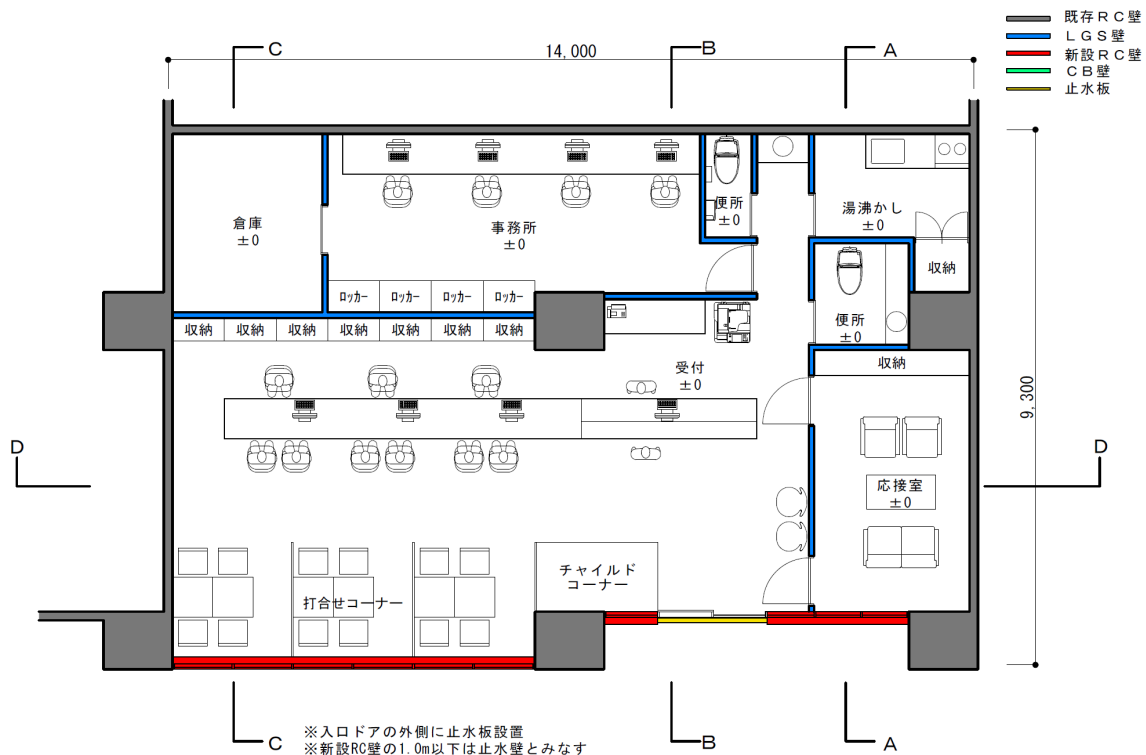 既存RC壁
LGS壁
新設RC壁
CB壁
止水板
C
B
A
14,000
倉庫
±0
事務所
±0
便所
±0
湯沸かし
±0
収納
ロッカー ロッカー ロッカー ロッカー
便所
±0
収納 収納 収納 収納 収納 収納 収納
受付
±0
収納
9,300
D
D
応接室
±0
チャイルド
コーナー
打合せコーナー
C
B
A
※入口ドアの外側に止水板設置
※新設RC壁の1.0m以下は止水壁とみなす